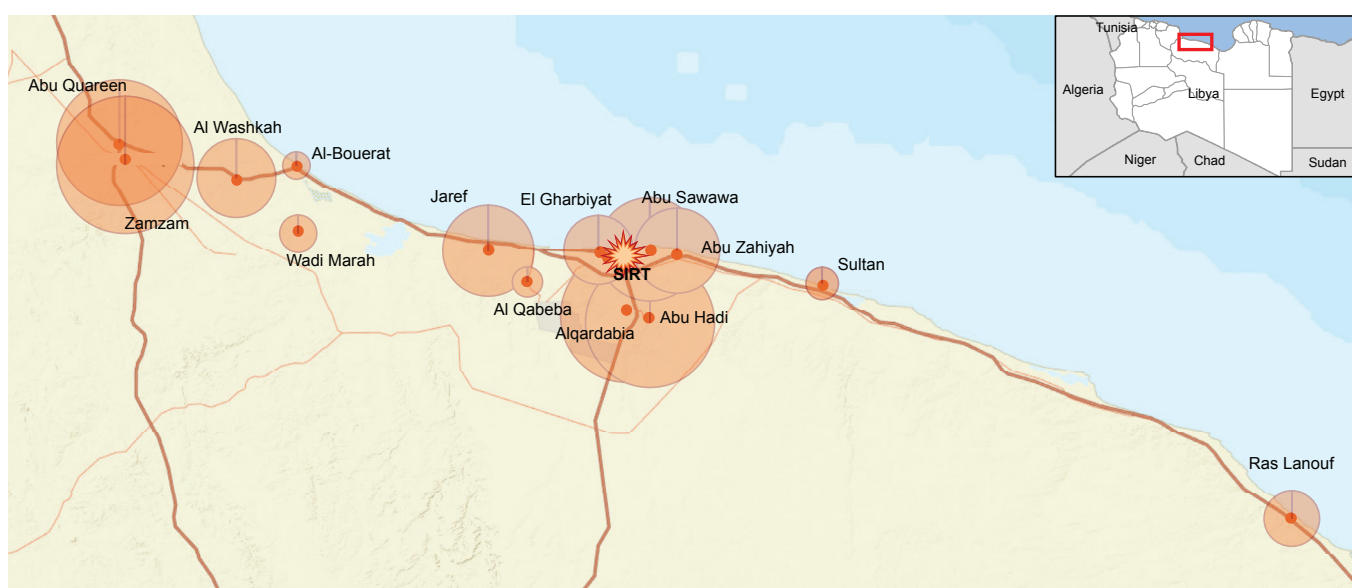 Tunisia
Algeria
Libya
Egypt
Niger
Chad
Sudan
Abu Quareen
Al Washkah
Al-Bouerat
Zamzam
Wadi Marah
Jaref
El Gharbiyat
Abu Sawawa
Abu Zahiyah
SIRT
Sultan
Al Qabeba
Alqardabia
Abu Hadi
Ras Lanouf